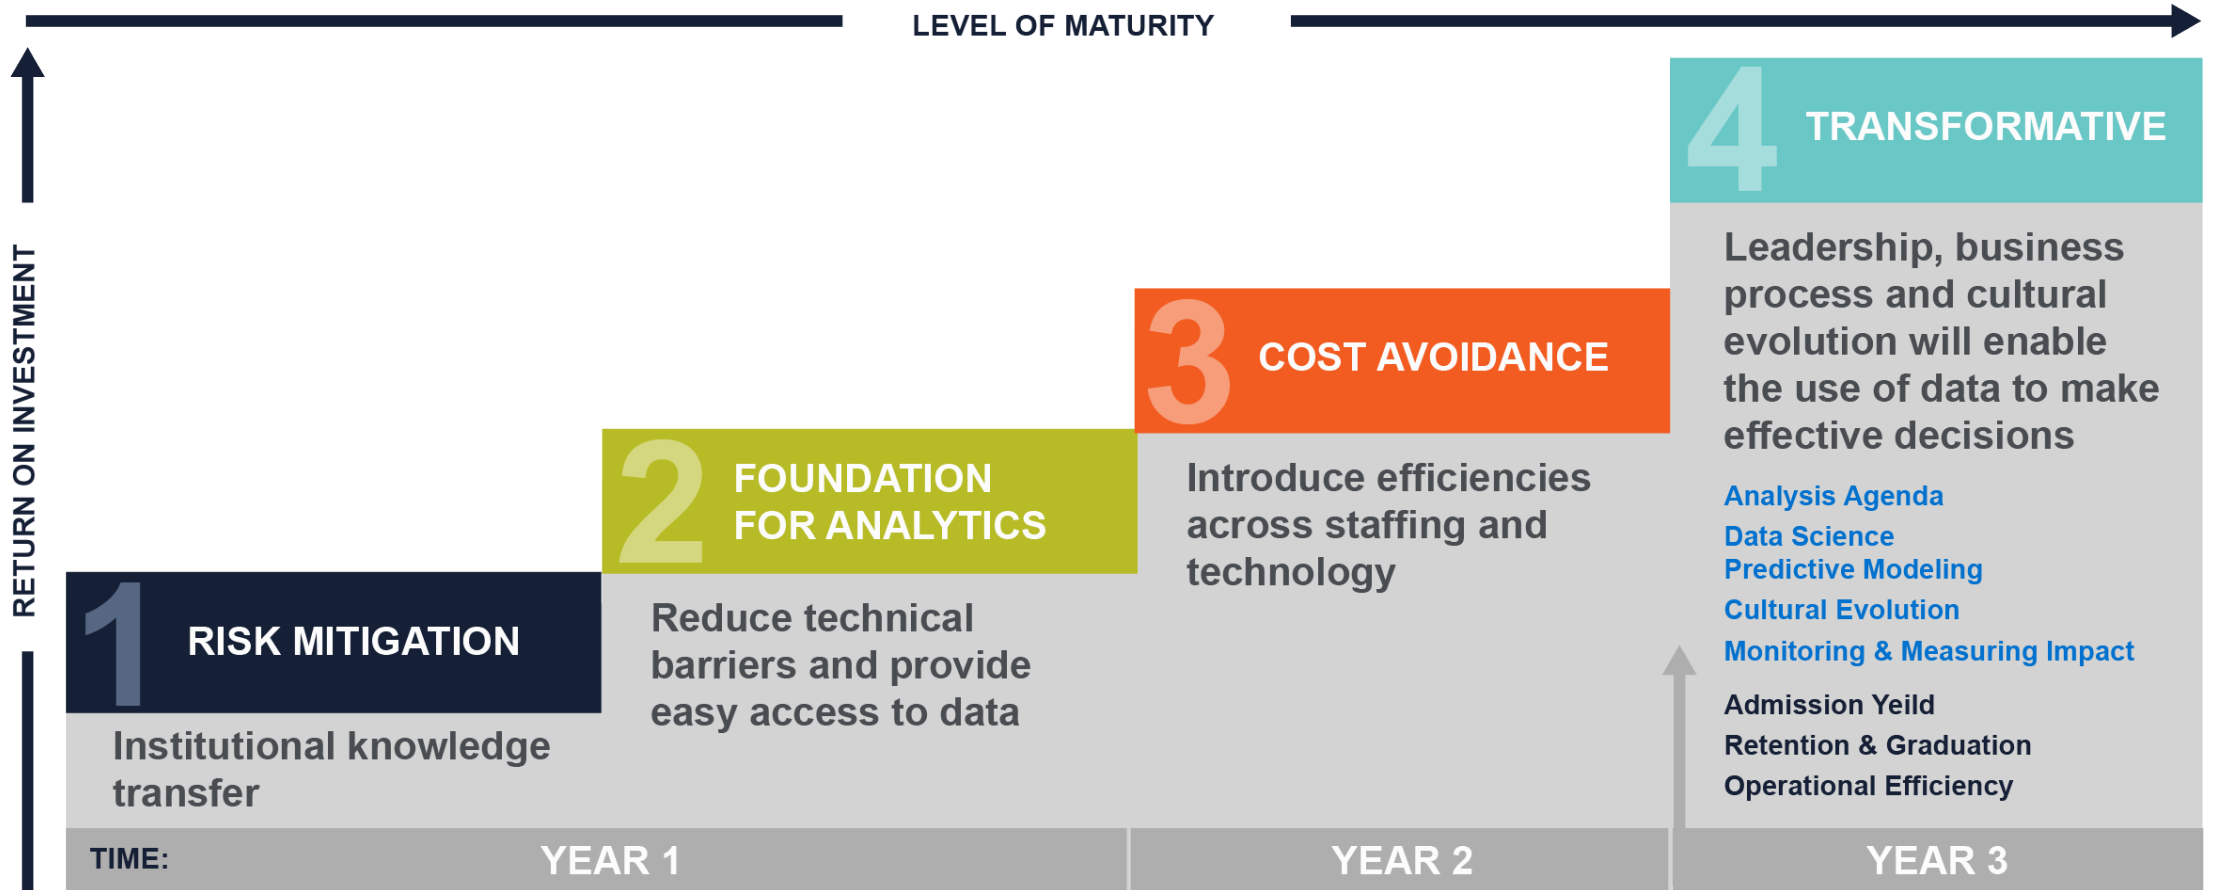 LEVEL OF MATURITY
RETURN ON INVESTMENT
1
RISK MITIGATION
Institutional knowledge
transfer
2
FOUNDATION
FOR ANALYTICS
Reduce technical
barriers and provide
easy access to data
3
COST AVOIDANCE
Introduce efficiencies
across staffing and
technology
4
TRANSFORMATIVE
Leadership, business
process and cultural
evolution will enable
the use of data to make
effective decisions
Analysis Agenda
Data Science
Predictive Modeling
Cultural Evolution
Monitoring & Measuring Impact
Admission Yeild
Retention & Graduation
Operational Efficiency
TIME:
YEAR 1
YEAR 2
YEAR 3